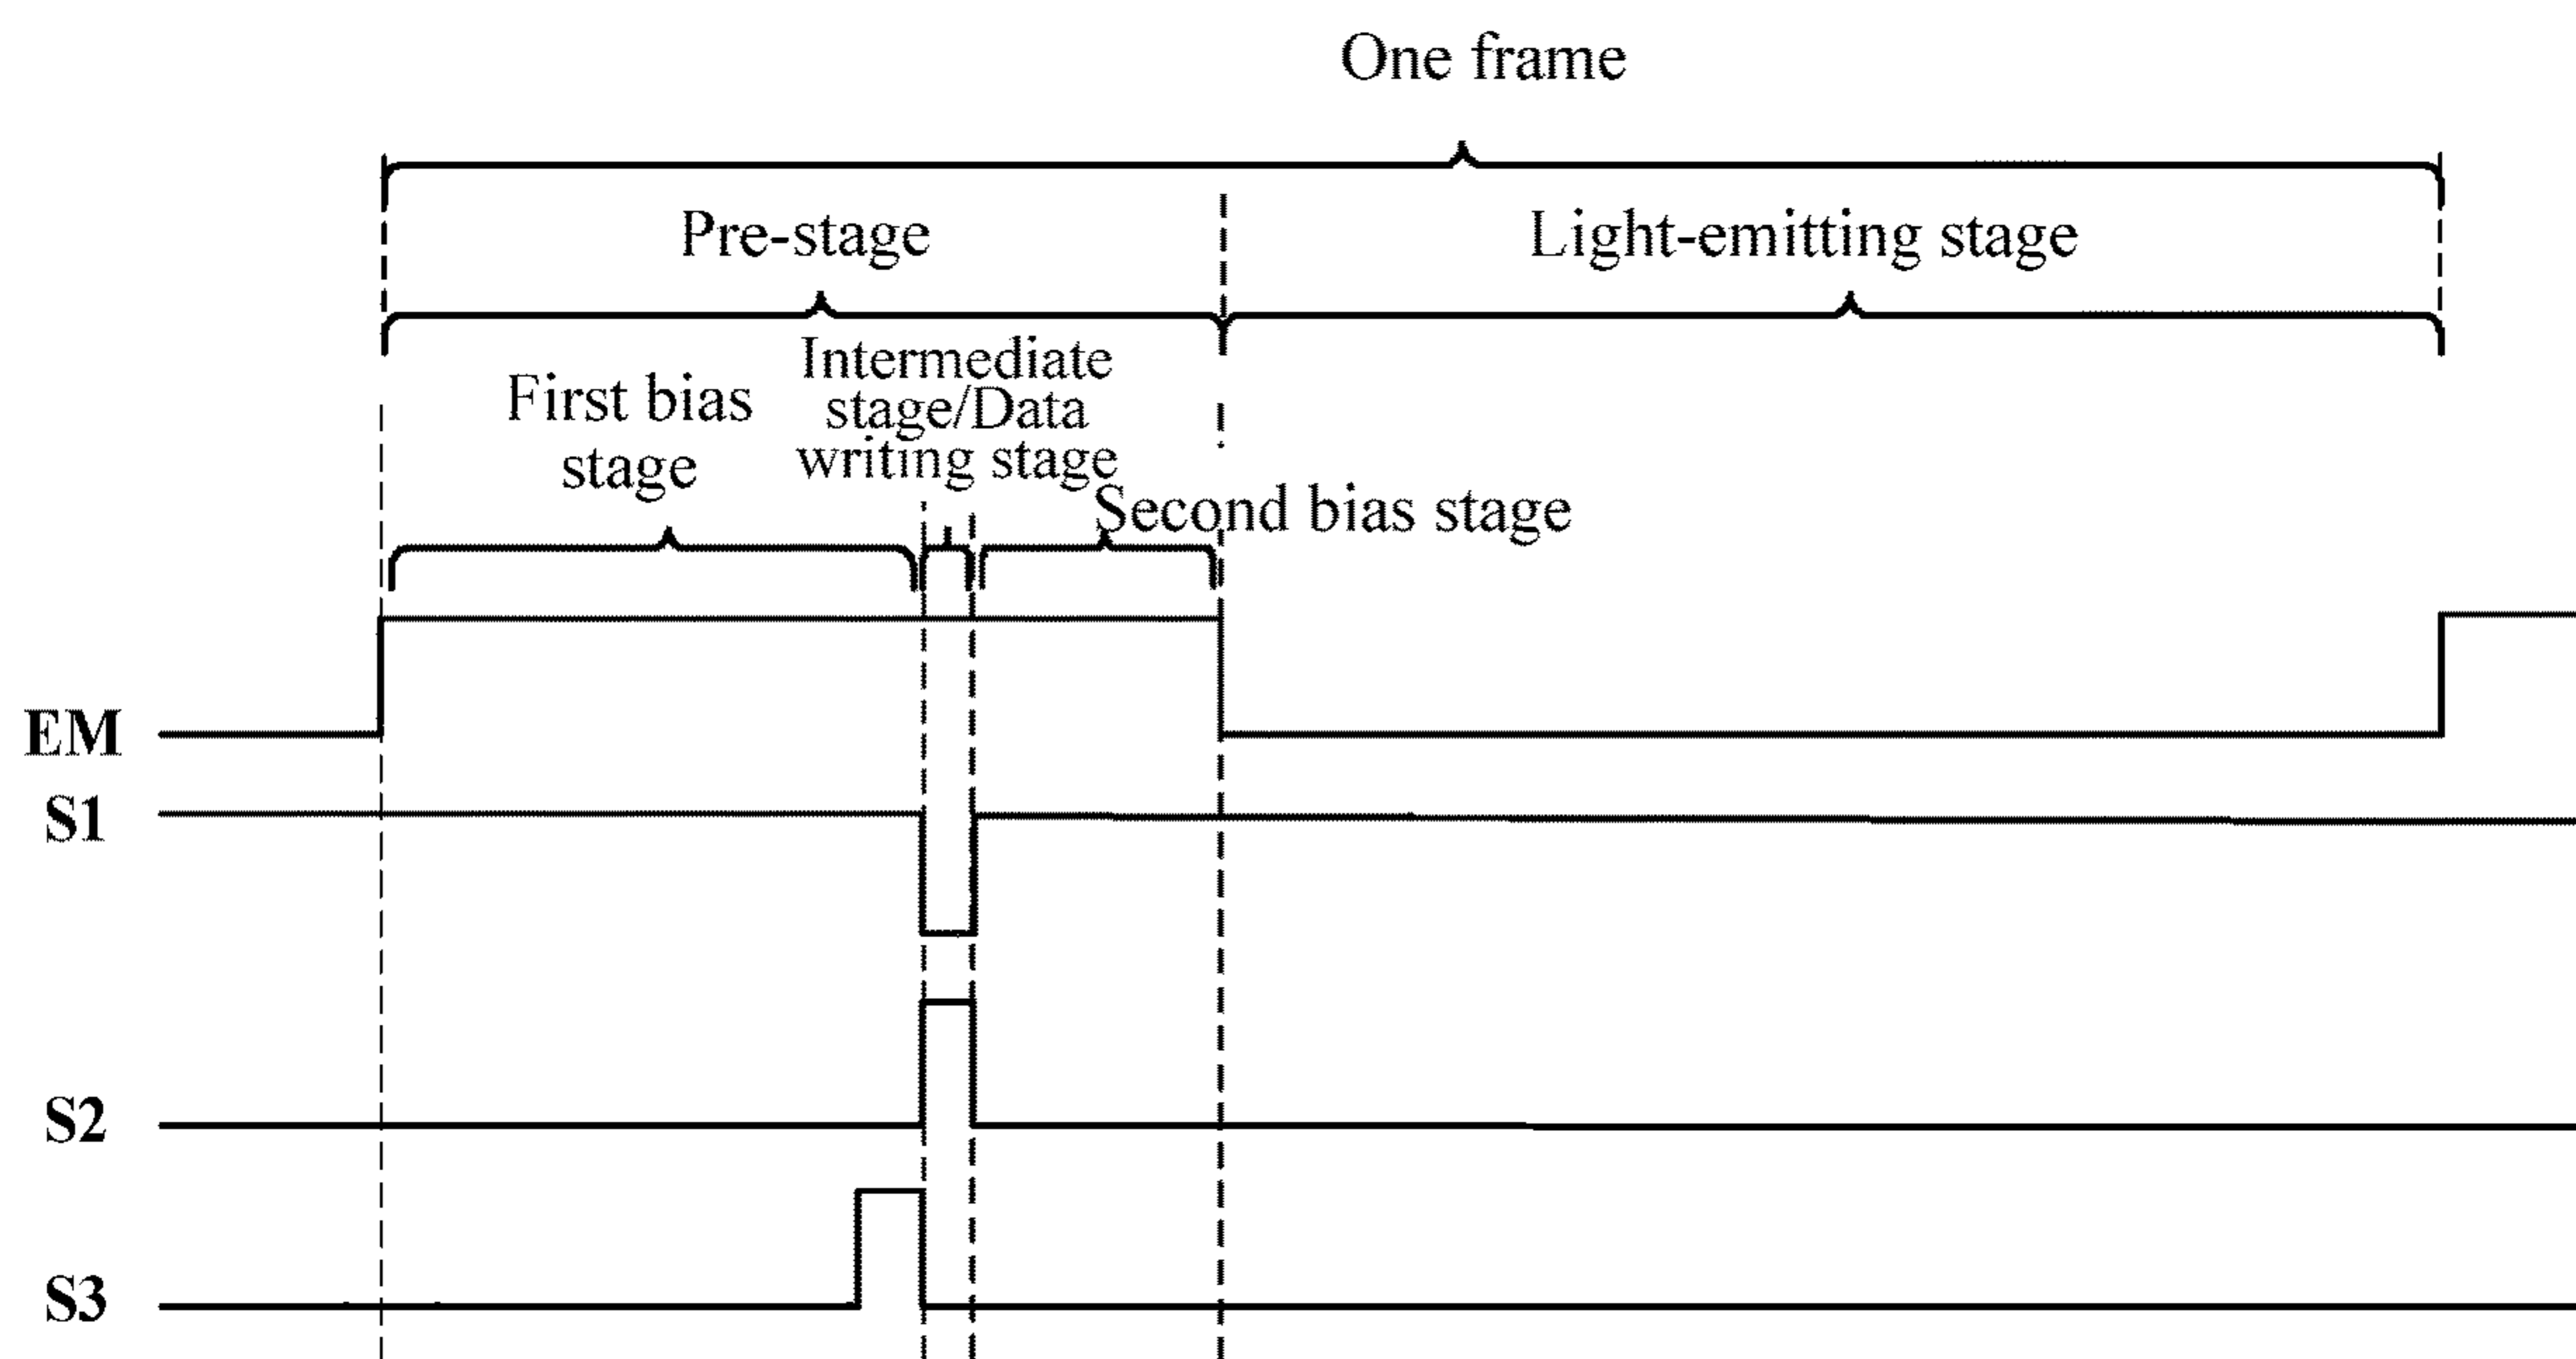 One frame
Pre-stage
Light-emitting stage
First bias
stage
Intermediate
stage/Data
writing stage
Second bias stage
EM
S1
S2
S3